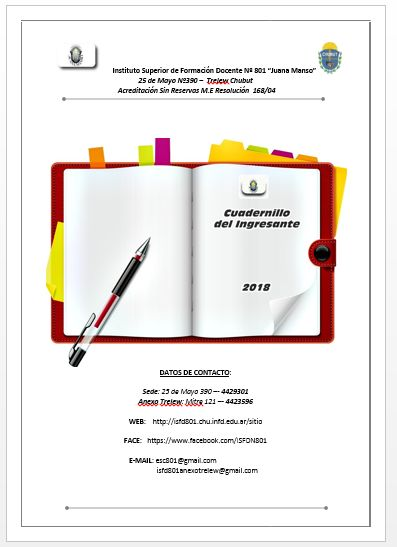 Instituto Superior de Formación Docente Nº 801 "Juana Manso"
25 de Mayo Nº390 – Trelew Chubut
Acreditación Sin Reservas M.E Resolución 168/04
CHUBUT
Cuadernillo
del Ingresante
2018
DATOS DE CONTACTO:
Sede: 25 de Mayo 390 –- 4429301
Anexo Trelew: Mitre 121 –- 4423596
WEB: http://isfd801.chu.infd.edu.ar/sitio
FACE: https://www.facebook.com/ISFDN801
E-MAIL: esc801@gmail.com
isfd801anexotrelew@gmail.com